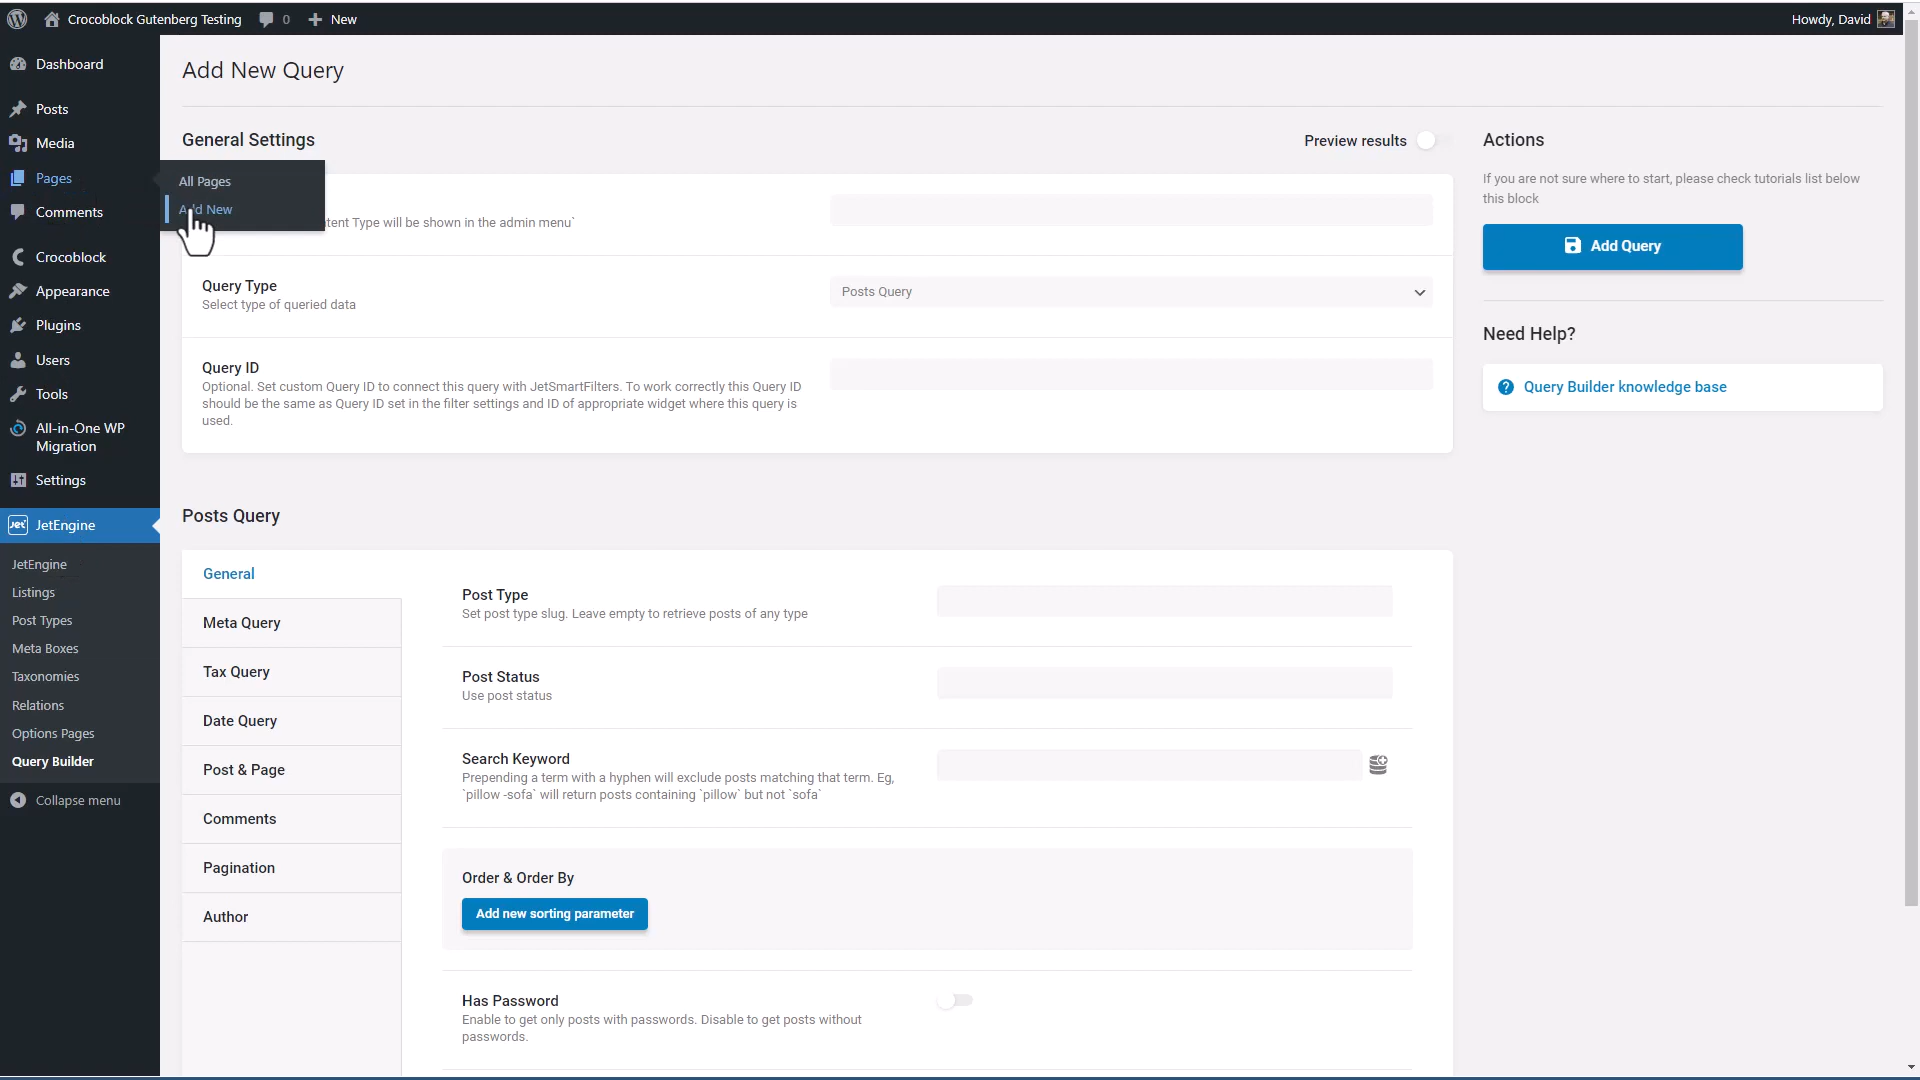 Crocoblock Gutenberg Testing
0
New
Howdy, David
Dashboard
Posts
Media
Pages
Comments
Crocoblock
Appearance
Plugins
Users
Tools
All-in-One WP
Migration
Settings
JetEngine
JetEngine
Listings
Post Types
Meta Boxes
Taxonomies
Relations
Options Pages
Query Builder
Collapse menu
All Pages
Add New
Add New Query
General Settings
Preview results
Type will be shown in the admin menu`
Query Type
Select type of queried data
Posts Query
Query ID
Optional. Set custom Query ID to connect this query with JetSmartFilters. To work correctly this Query ID
should be the same as Query ID set in the filter settings and ID of appropriate widget where this query is
used.
Actions
If you are not sure where to start, please check tutorials list below
this block
Add Query
Need Help?
Query Builder knowledge base
Posts Query
General
Meta Query
Tax Query
Date Query
Post & Page
Comments
Pagination
Author
Post Type
Set post type slug. Leave empty to retrieve posts of any type
Post Status
Use post status
Search Keyword
Prepending a term with a hyphen will exclude posts matching that term. Eg,
`pillow -sofa` will return posts containing `pillow` but not `sofa`
Order & Order By
Add new sorting parameter
Has Password
Enable to get only posts with passwords. Disable to get posts without
passwords.